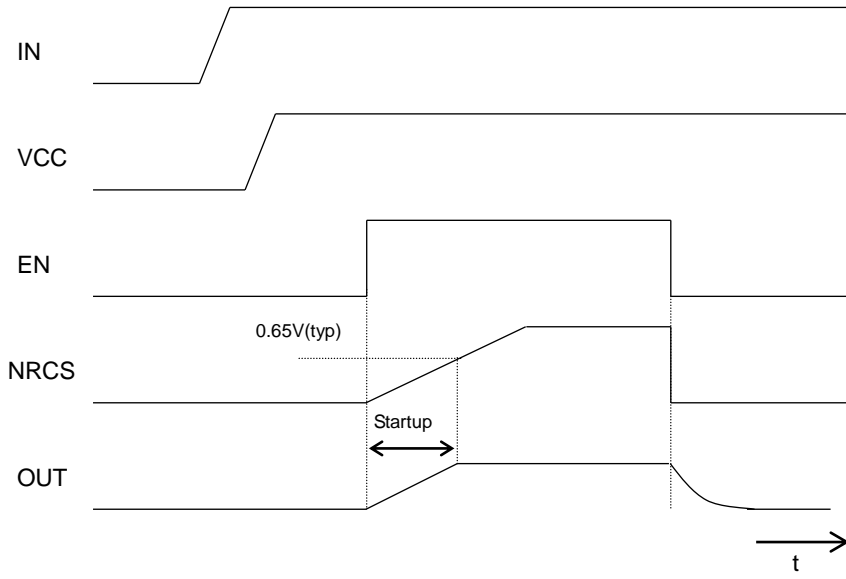 IN
VCC
EN
0.65V(typ)
NRCS
Startup
OUT
t